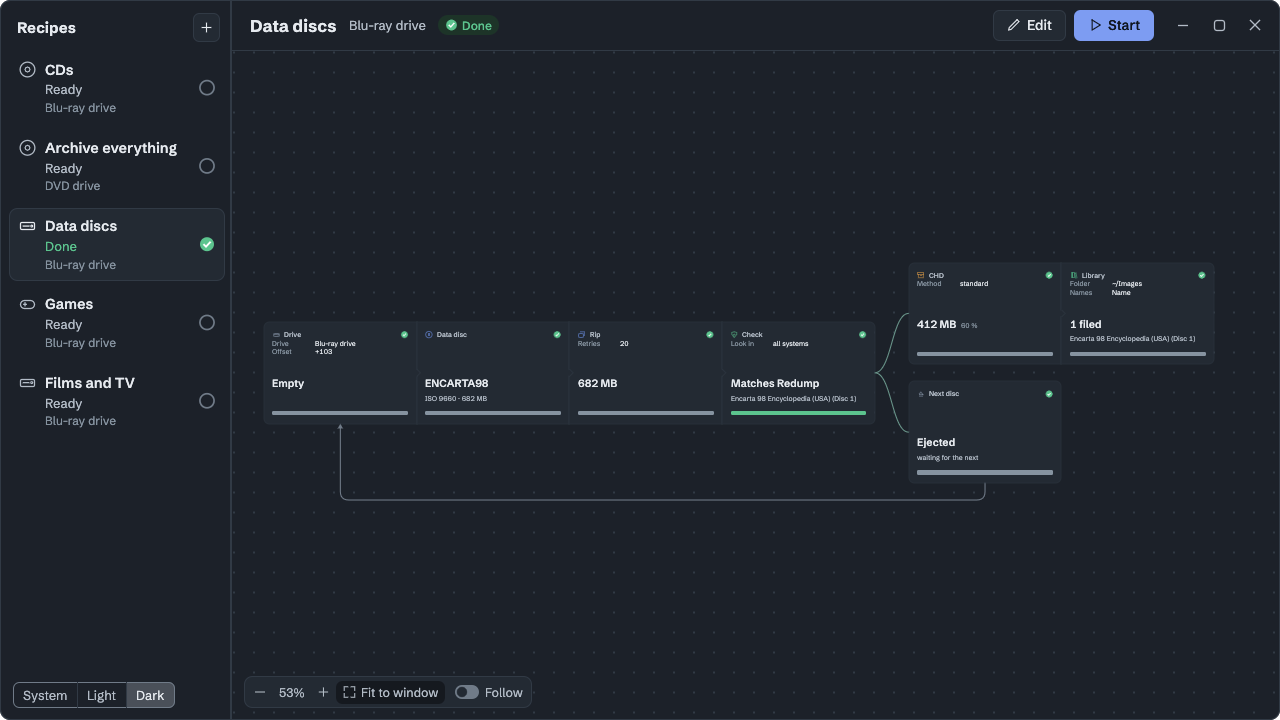 Recipes
CDs
Ready
Blu-ray drive
Archive everything
Ready
DVD drive
Data discs
Done
Blu-ray drive
Games
Ready
Blu-ray drive
Films and TV
Ready
Blu-ray drive
System Light Dark
Data discs Blu-ray drive Done
Edit Start
Drive
Drive Blu-ray drive
Offset +103
Empty
Data disc
ENCARTA98
ISO 9660 · 682 MB
Rip
Retries 20
682 MB
Check
Look in all systems
Matches Redump
Encarta 98 Encyclopedia (USA) (Disc 1)
CHD
Method standard
412 MB 60 %
Library
Folder ~/Images
Names Name
1 filed
Encarta 98 Encyclopedia (USA) (Disc 1)
Next disc
Ejected
waiting for the next
53% Fit to window Follow